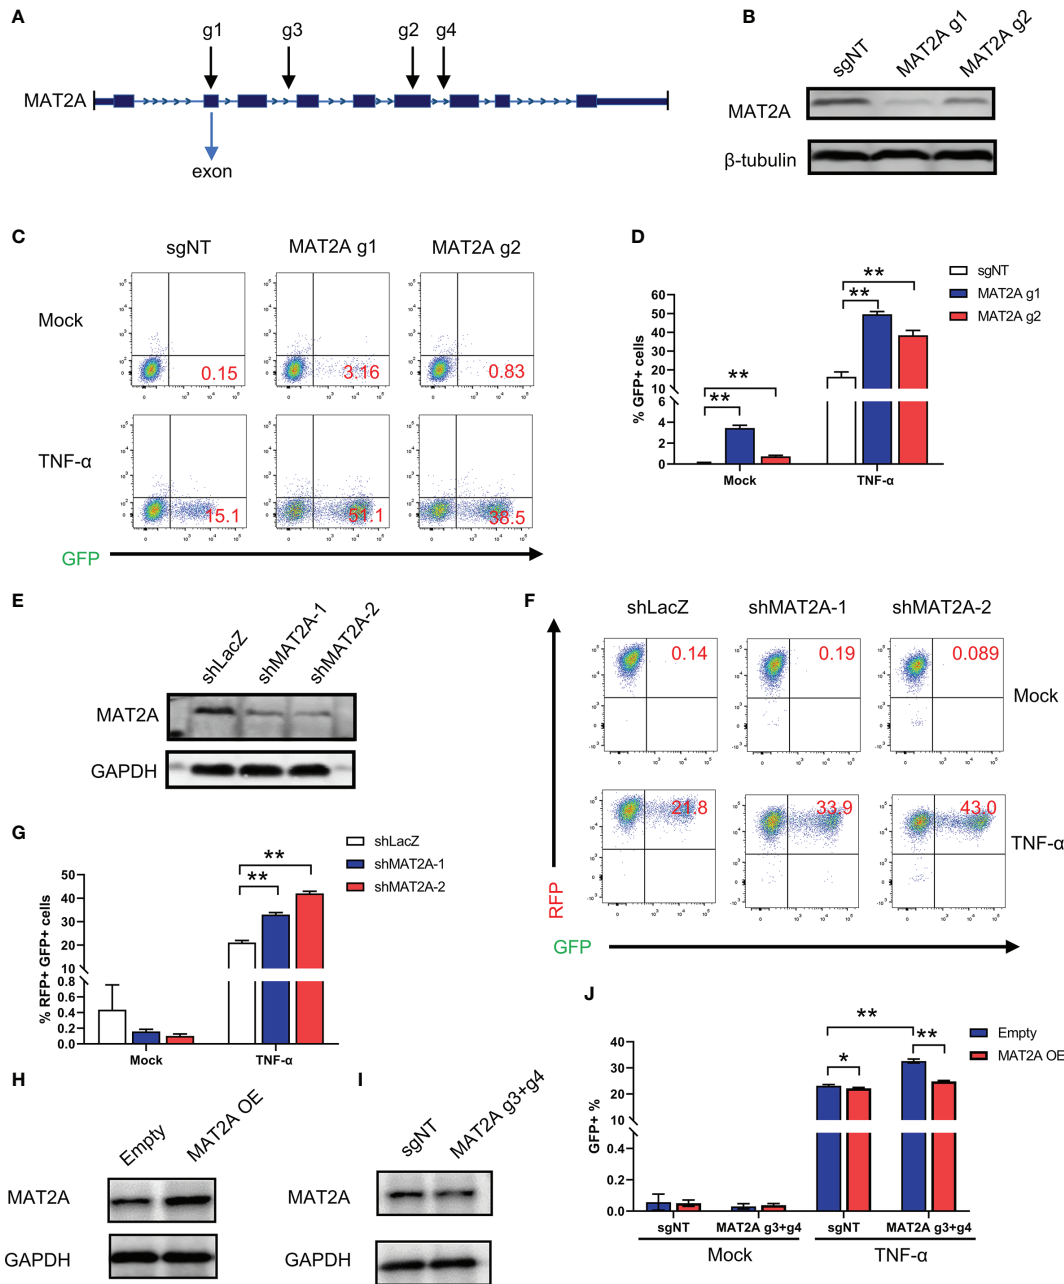 A
g1
g3
g2
g4
MAT2A
exon
B
sgNT
MAT2A g1
MAT2A g2
MAT2A
β-tubulin
C
sgNT
MAT2A g1
MAT2A g2
Mock
0.15
3.16
0.83
TNF-α
15.1
51.1
38.5
GFP
D
sgNT
MAT2A g1
MAT2A g2
% GFP+ cells
60
50
40
30
20
10
6
4
2
0
**
**
**
**
Mock
TNF-α
E
shLacZ
shMAT2A-1
shMAT2A-2
MAT2A
GAPDH
F
shLacZ
shMAT2A-1
shMAT2A-2
0.14
0.19
0.089
Mock
21.8
33.9
43.0
TNF-α
RFP
GFP
G
shLacZ
shMAT2A-1
shMAT2A-2
% RFP+ GFP+ cells
50
40
30
20
10
0.8
0.6
0.4
0.2
0.0
**
**
Mock
TNF-α
H
Empty
MAT2A OE
MAT2A
GAPDH
I
sgNT
MAT2A g3+g4
MAT2A
GAPDH
J
Empty
MAT2A OE
GFP+ %
40
30
20
10
0.4
0.2
0.0
**
*
**
sgNT
MAT2A g3+g4
sgNT
MAT2A g3+g4
Mock
TNF-α